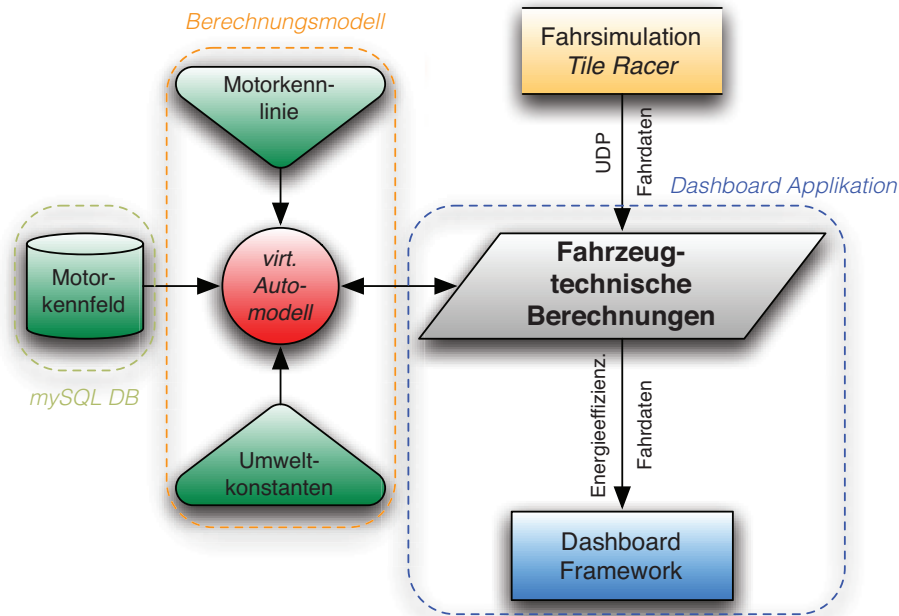 Berechnungsmodell
Motorkenn-
linie
Fahrsimulation
Tile Racer
UDP
Fahrdaten
Dashboard Applikation
Motor-
kennfeld
mySQL DB
virt.
Auto-
modell
Fahrzeug-
technische
Berechnungen
Umwelt-
konstanten
Energieeffizienz.
Fahrdaten
Dashboard
Framework